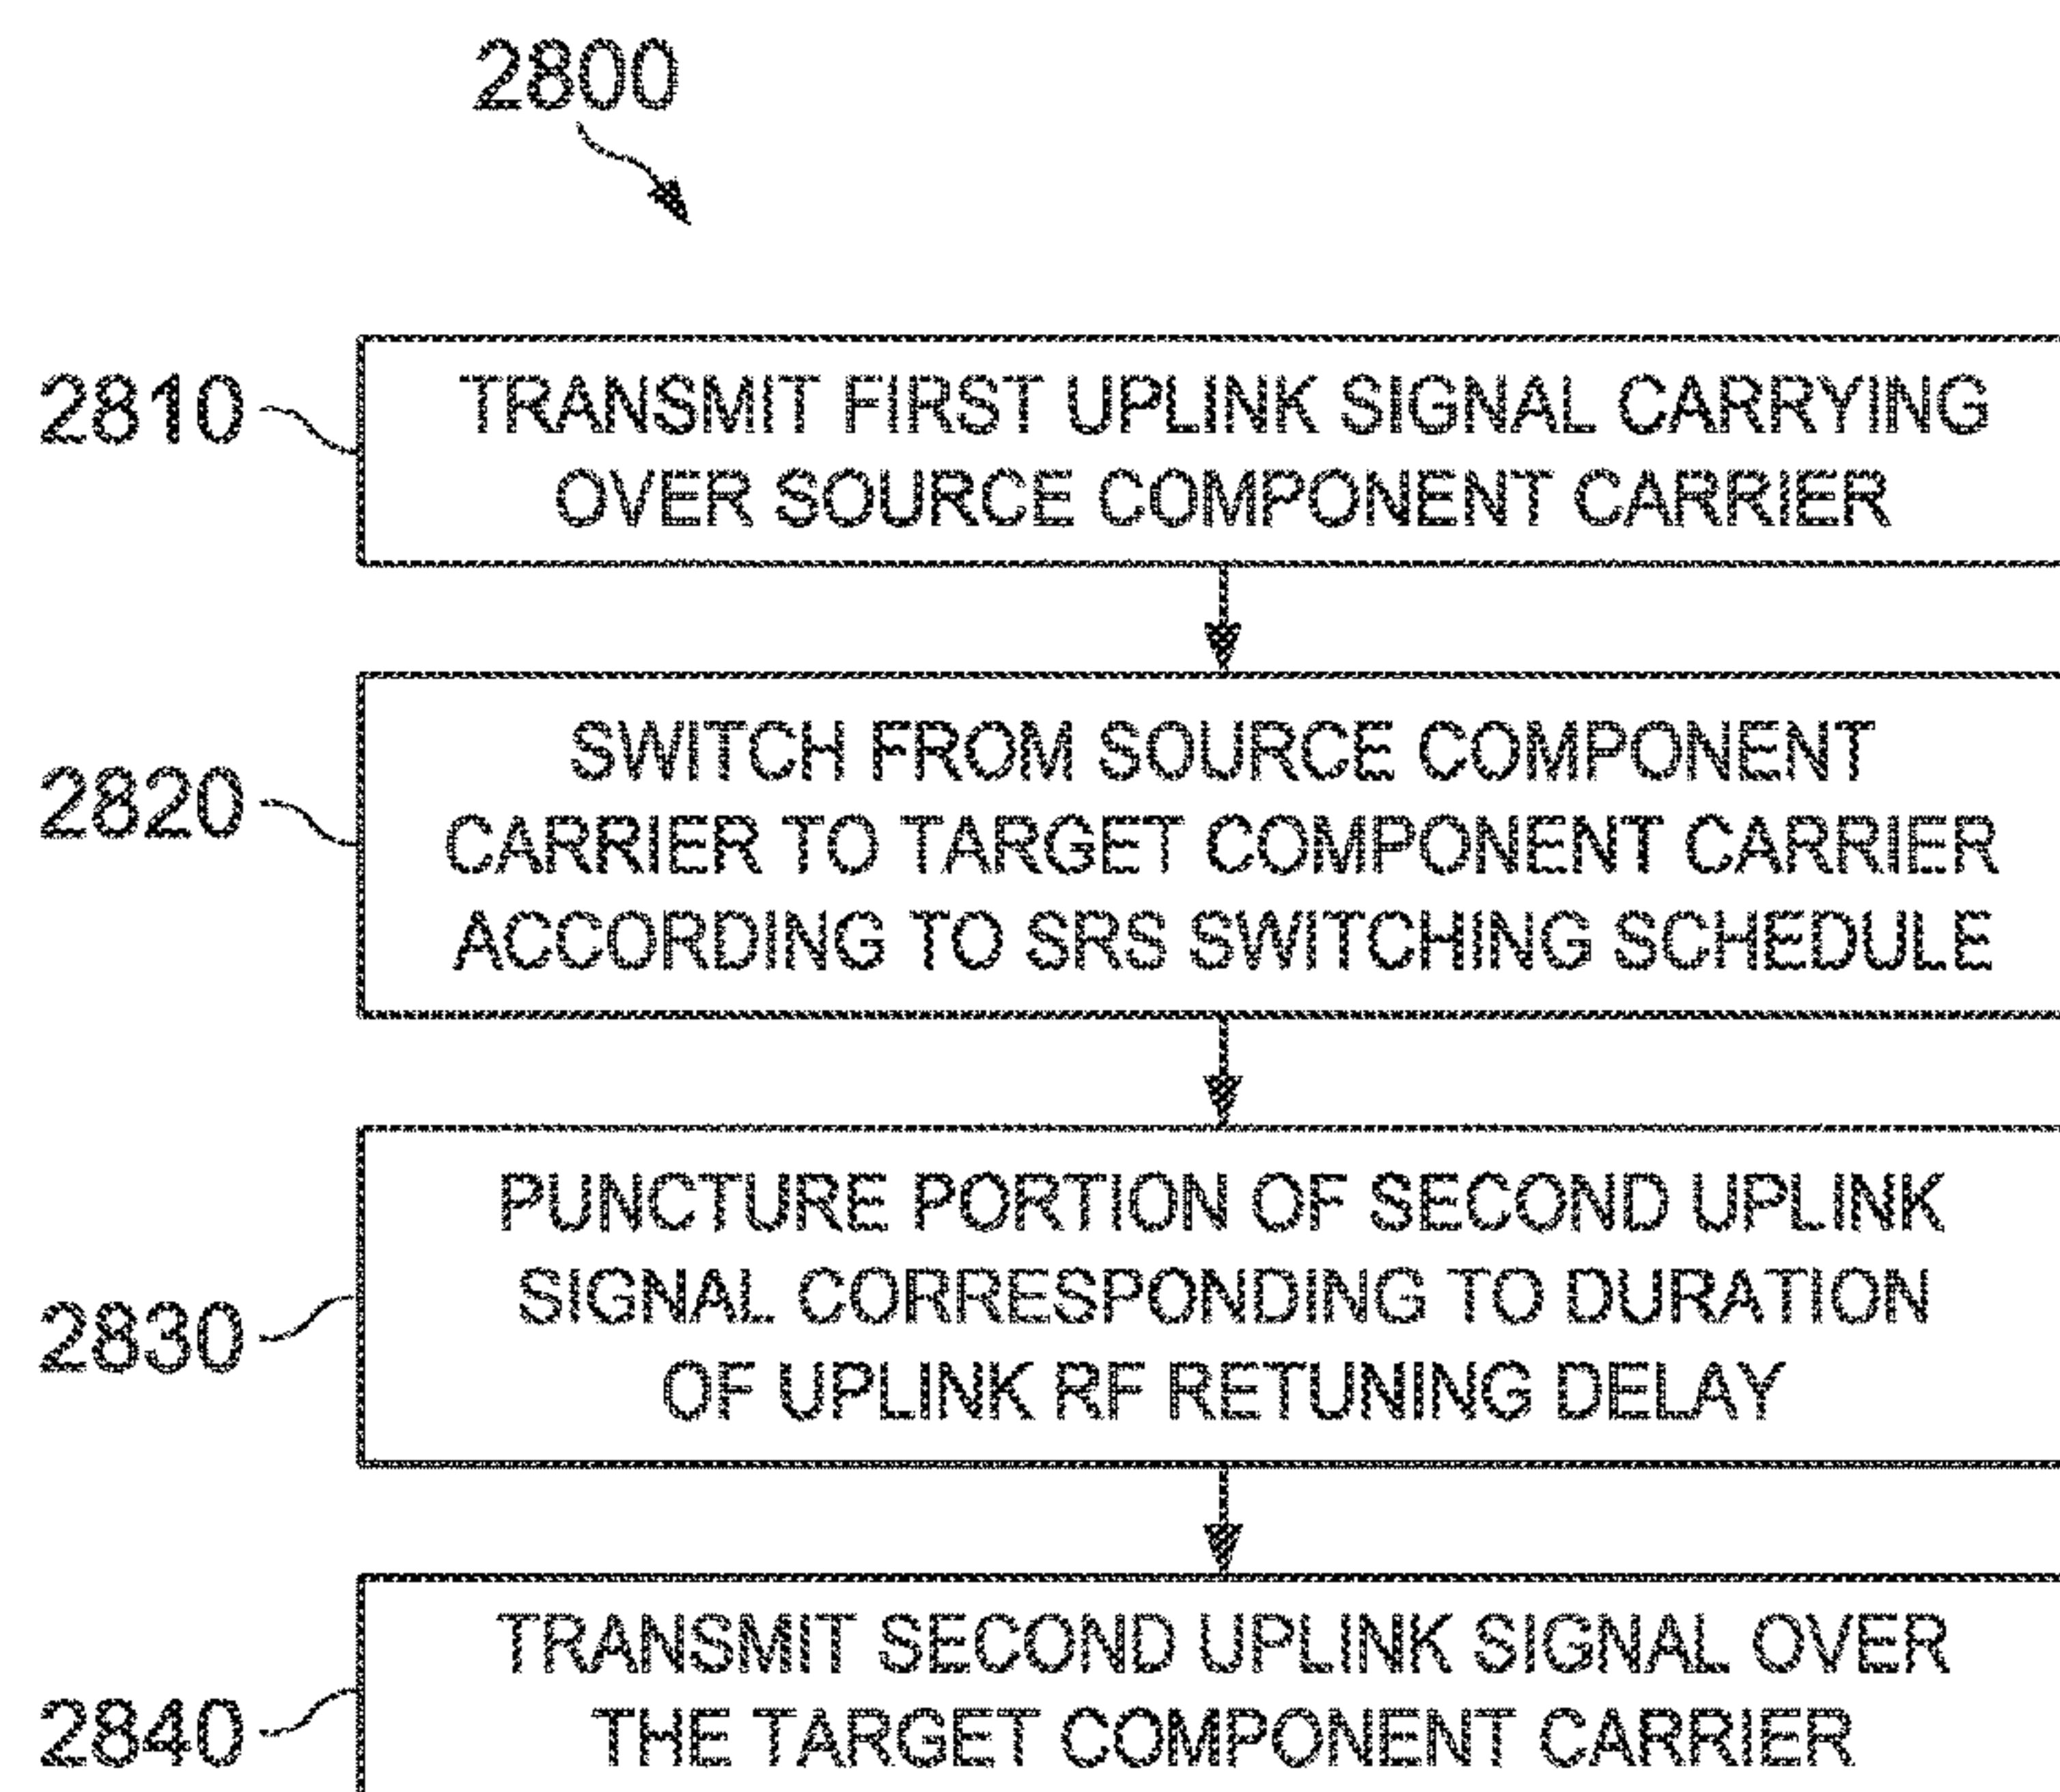 2800
2810
TRANSMIT FIRST UPLINK SIGNAL CARRYING
OVER SOURCE COMPONENT CARRIER
2820
SWITCH FROM SOURCE COMPONENT
CARRIER TO TARGET COMPONENT CARRIER
ACCORDING TO SRS SWITCHING SCHEDULE
2830
PUNCTURE PORTION OF SECOND UPLINK
SIGNAL CORRESPONDING TO DURATION
OF UPLINK RF RETUNING DELAY
2840
TRANSMIT SECOND UPLINK SIGNAL OVER
THE TARGET COMPONENT CARRIER